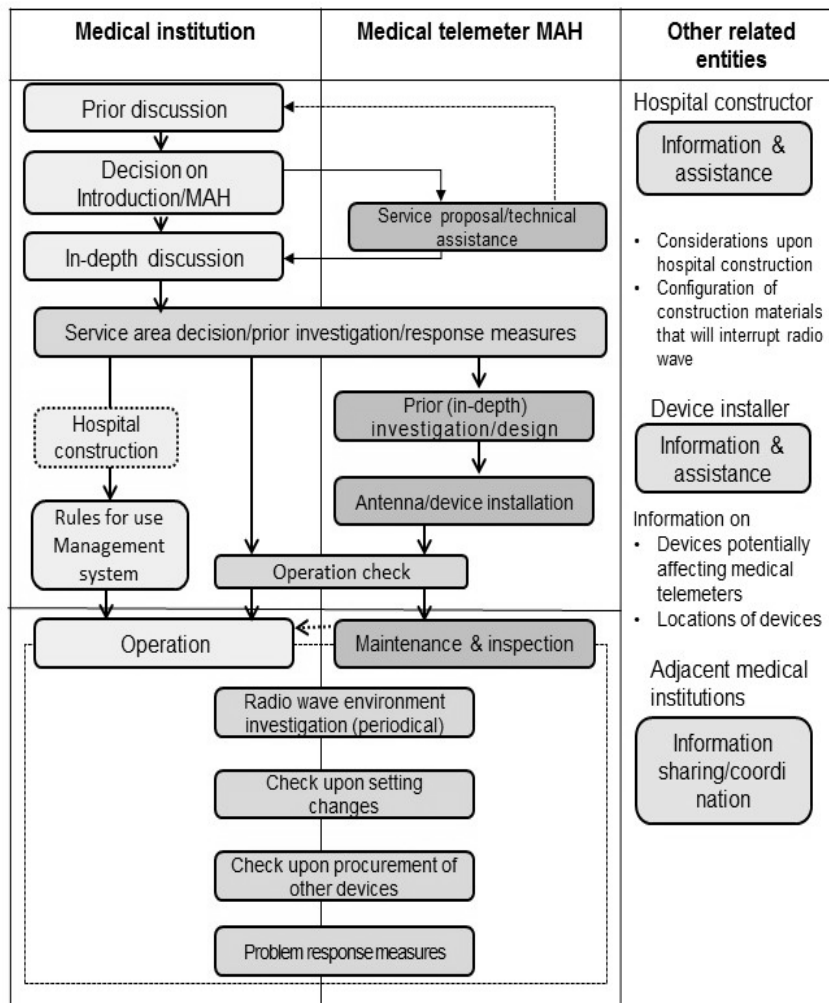 Medical institution
Medical telemeter MAH
Other related
entities
Prior discussion
Decision on
Introduction/MAH
In-depth discussion
Service proposal/technical
assistance
Service area decision/prior investigation/response measures
Hospital
construction
Prior (in-depth)
investigation/design
Antenna/device installation
Rules for use
Management
system
Operation check
Operation
Maintenance & inspection
Radio wave environment
investigation (periodical)
Check upon setting
changes
Check upon procurement of
other devices
Problem response measures
Hospital constructor
Information &
assistance
• Considerations upon
hospital construction
• Configuration of
construction materials
that will interrupt radio
wave
Device installer
Information &
assistance
Information on
• Devices potentially
affecting medical
telemeters
• Locations of devices
Adjacent medical
institutions
Information
sharing/coordi
nation